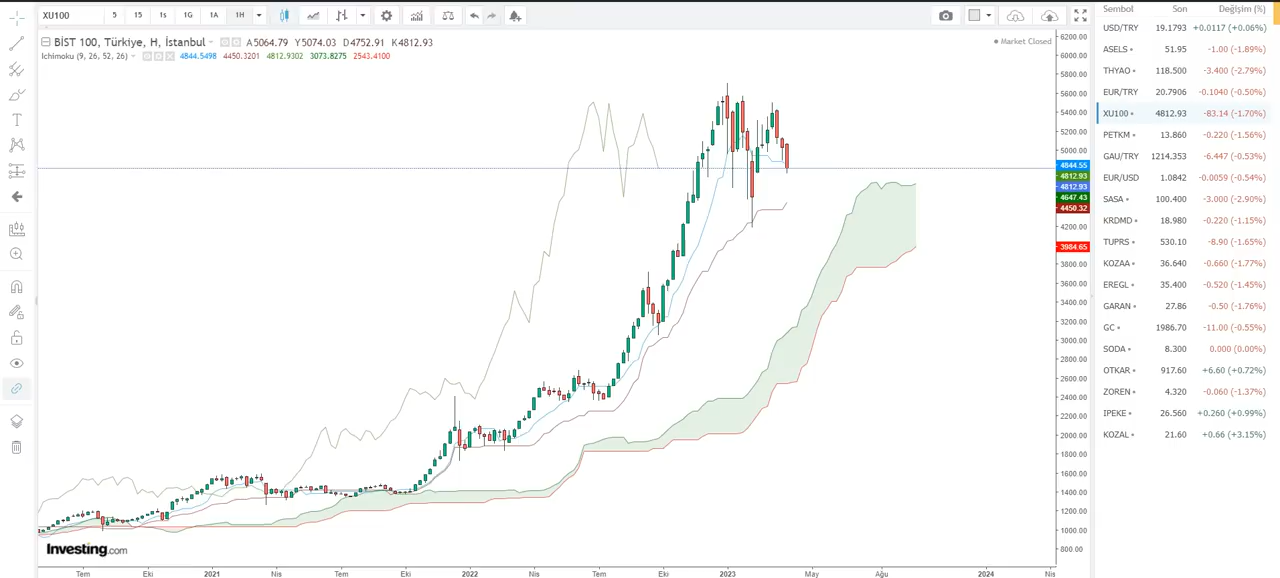 XU100 5 15 1s 1G 1A 1H
BİST 100, Türkiye, H, İstanbul A5064.79 Y5074.03 D4752.91 K4812.93
Ichimoku (9, 26, 52, 26) 4844.5498 4450.3201 4812.9302 3073.8275 2543.4100
Market Closed
6200.00
6000.00
5800.00
5600.00
5400.00
5200.00
5000.00
4844.55
4812.93
4812.93
4647.43
4450.32
4200.00
3984.65
3800.00
3600.00
3400.00
3200.00
3000.00
2800.00
2600.00
2400.00
2200.00
2000.00
1800.00
1600.00
1400.00
1200.00
1000.00
800.00
Investing.com
Tem Eki 2021 Nis Tem Eki 2022 Nis Tem Eki 2023 May Ağu 2024 Nis
Sembol Son Değişim (%)
USD/TRY 19.1793 +0.0117 (+0.06%)
ASELS 51.95 -1.00 (-1.89%)
THYAO 118.500 -3.400 (-2.79%)
EUR/TRY 20.7906 -0.1040 (-0.50%)
XU100 4812.93 -83.14 (-1.70%)
PETKM 13.860 -0.220 (-1.56%)
GAU/TRY 1214.353 -6.447 (-0.53%)
EUR/USD 1.0842 -0.0059 (-0.54%)
SASA 100.400 -3.000 (-2.90%)
KRDMD 18.980 -0.220 (-1.15%)
TUPRS 530.10 -8.90 (-1.65%)
KOZAA 36.640 -0.660 (-1.77%)
EREGL 35.400 -0.520 (-1.45%)
GARAN 27.86 -0.50 (-1.76%)
GC 1986.70 -11.00 (-0.55%)
SODA 8.300 0.000 (0.00%)
OTKAR 917.60 +6.60 (+0.72%)
ZOREN 4.320 -0.060 (-1.37%)
IPEKE 26.560 +0.260 (+0.99%)
KOZAL 21.60 +0.66 (+3.15%)